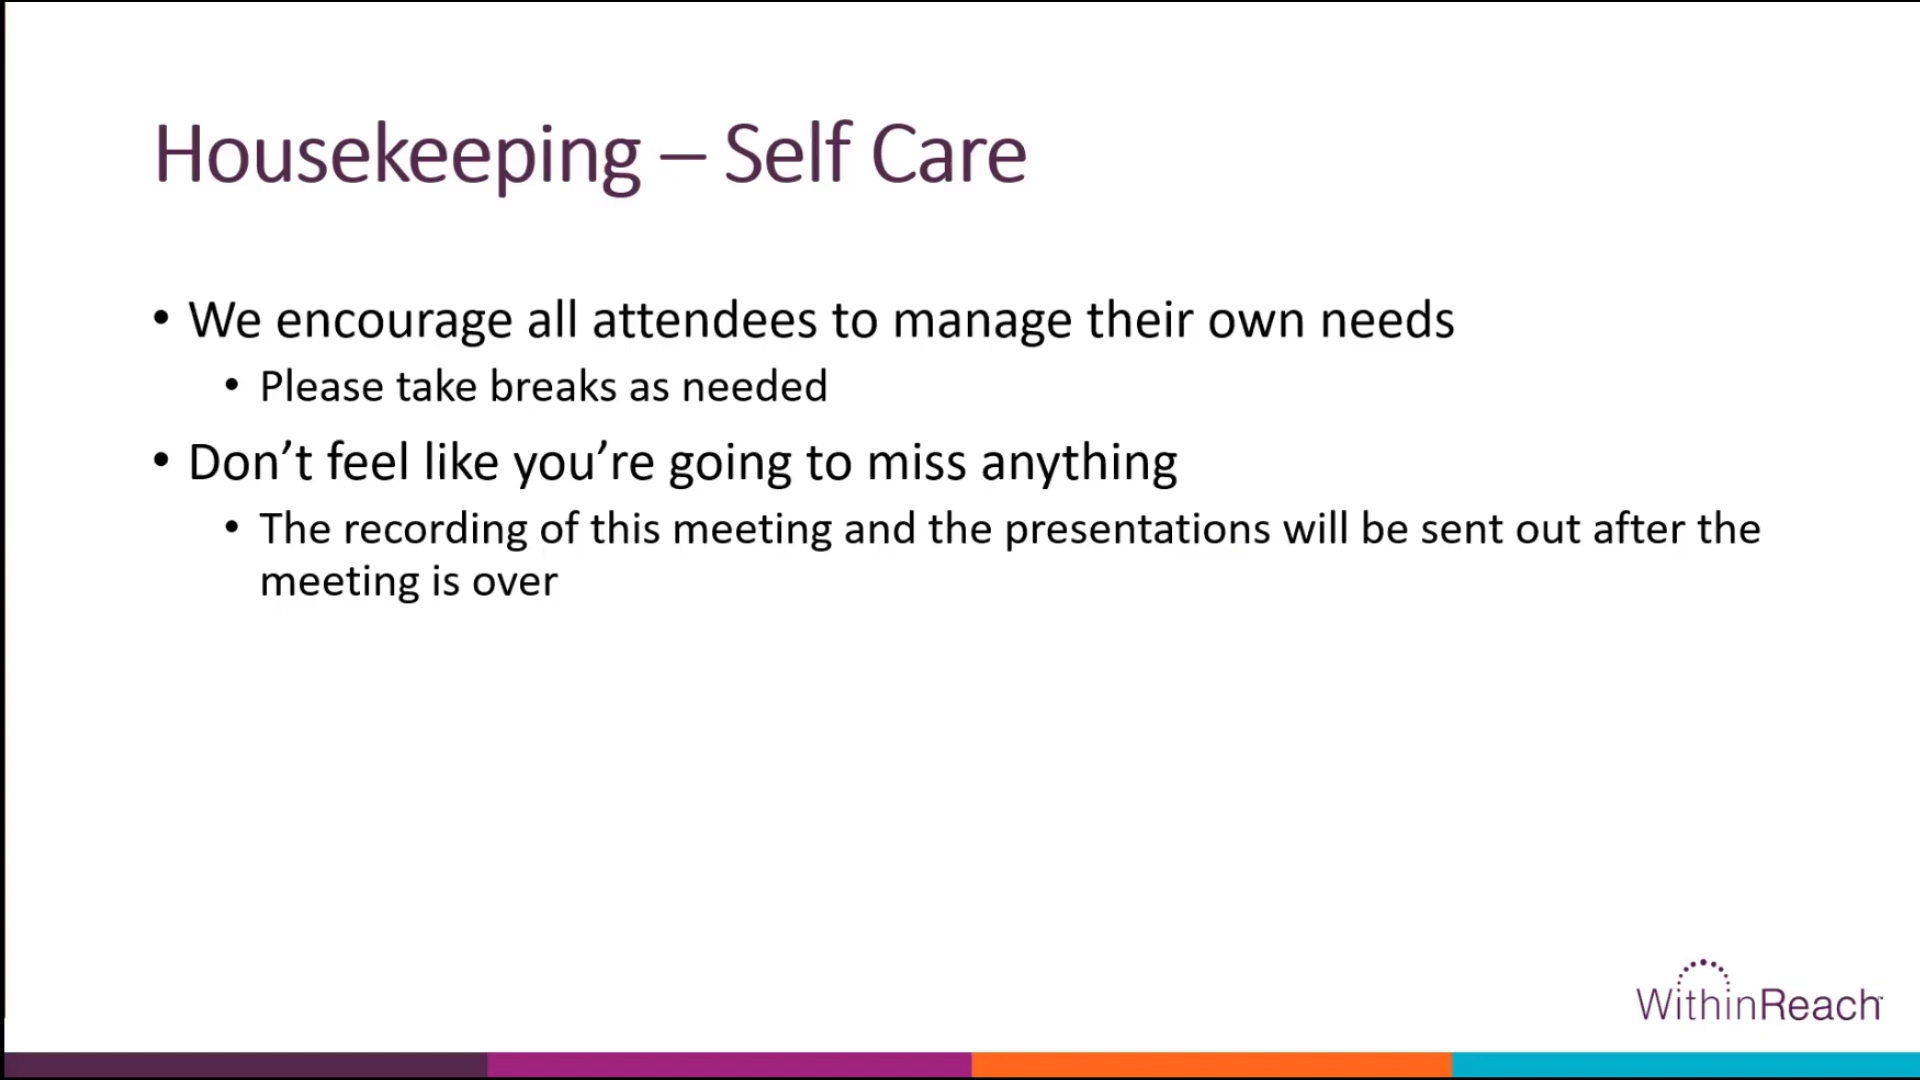 Housekeeping – Self Care
• We encourage all attendees to manage their own needs
• Please take breaks as needed
• Don’t feel like you’re going to miss anything
• The recording of this meeting and the presentations will be sent out after the
meeting is over
WithinReach